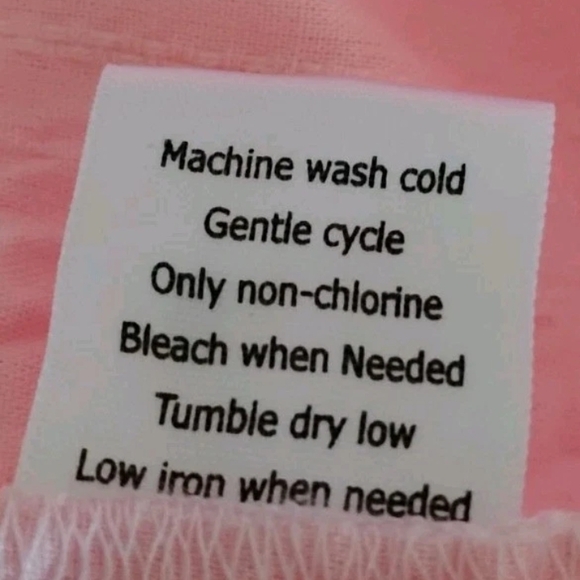 Machine wash cold
Gentle cycle
Only non-chlorine
Bleach when Needed
Tumble dry low
Low iron when needed